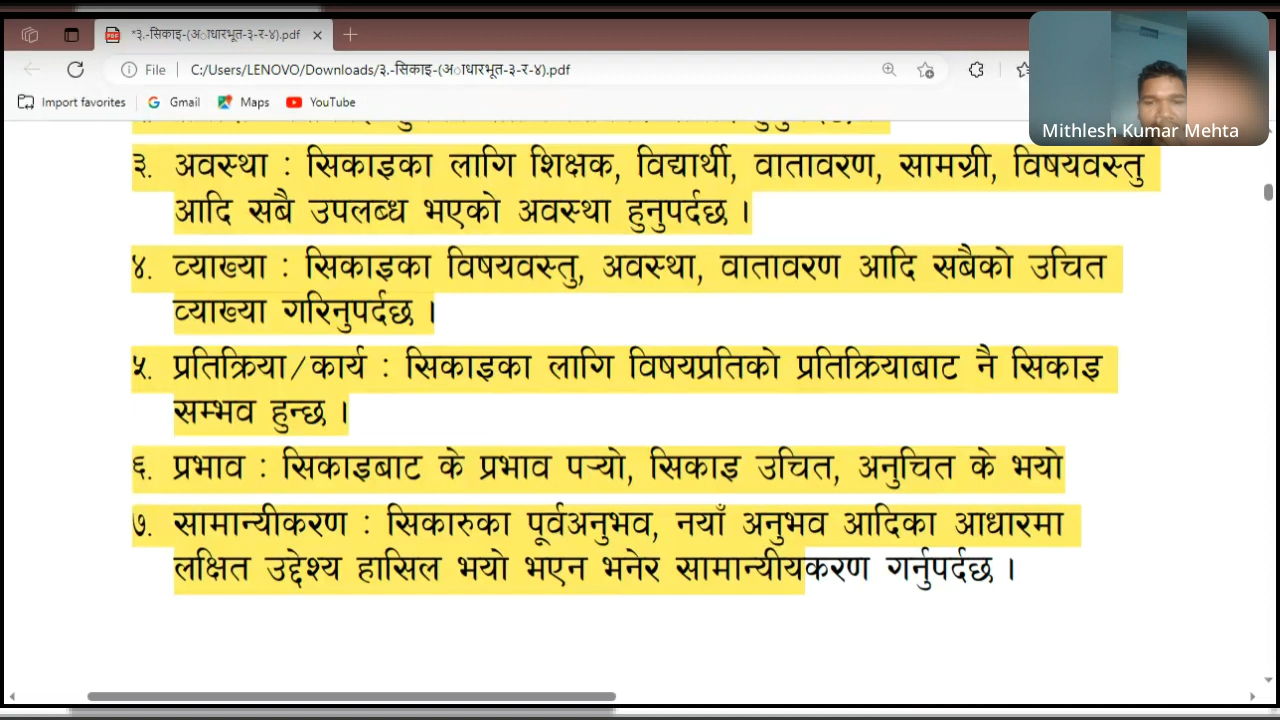 *३.-सिकाइ-(अाधारभूत-३-र-४).pdf
File
C:/Users/LENOVO/Downloads/३.-सिकाइ-(अाधारभूत-३-र-४).pdf
Import favorites
Gmail
Maps
YouTube
Mithlesh Kumar Mehta
३. अवस्था : सिकाइका लागि शिक्षक, विद्यार्थी, वातावरण, सामग्री, विषयवस्तु
आदि सबै उपलब्ध भएको अवस्था हुनुपर्दछ ।
४. व्याख्या : सिकाइका विषयवस्तु, अवस्था, वातावरण आदि सबैको उचित
व्याख्या गरिनुपर्दछ ।
५. प्रतिक्रिया/कार्य : सिकाइका लागि विषयप्रतिको प्रतिक्रियाबाट नै सिकाइ
सम्भव हुन्छ ।
६. प्रभाव : सिकाइबाट के प्रभाव पऱ्यो, सिकाइ उचित, अनुचित के भयो
७. सामान्यीकरण : सिकारुका पूर्वअनुभव, नयाँ अनुभव आदिका आधारमा
लक्षित उद्देश्य हासिल भयो भएन भनेर सामान्यीयकरण गर्नुपर्दछ ।